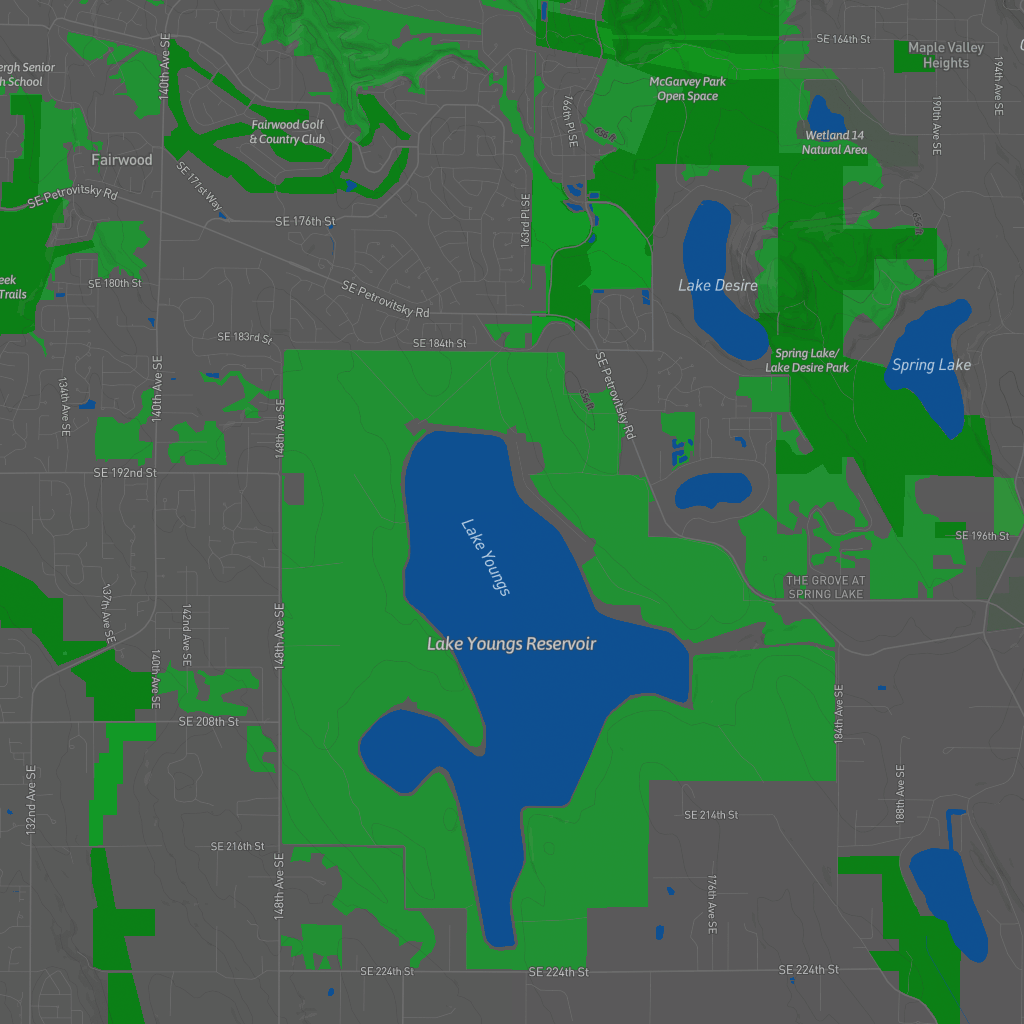 SE 164th St
Maple Valley
Heights
194th Ave SE
ergh Senior
h School
140th Ave SE
McGarvey Park
Open Space
190th Ave SE
169th Pl SE
656 ft
Fairwood Golf
& Country Club
Wetland 14
Natural Area
Fairwood
SE 171st Way
SE Petrovitsky Rd
SE 176th St
163rd Pl SE
656 ft
eek
Trails
SE 180th St
SE Petrovitsky Rd
Lake Desire
SE 183rd St
SE 184th St
Spring Lake/
Lake Desire Park
Spring Lake
134th Ave SE
140th Ave SE
148th Ave SE
656 ft
SE Petrovitsky Rd
SE 192nd St
Lake Youngs
SE 196th St
THE GROVE AT
SPRING LAKE
137th Ave SE
142nd Ave SE
148th Ave SE
Lake Youngs Reservoir
140th Ave SE
SE 208th St
184th Ave SE
132nd Ave SE
188th Ave SE
SE 214th St
SE 216th St
148th Ave SE
176th Ave SE
SE 224th St
SE 224th St
SE 224th St